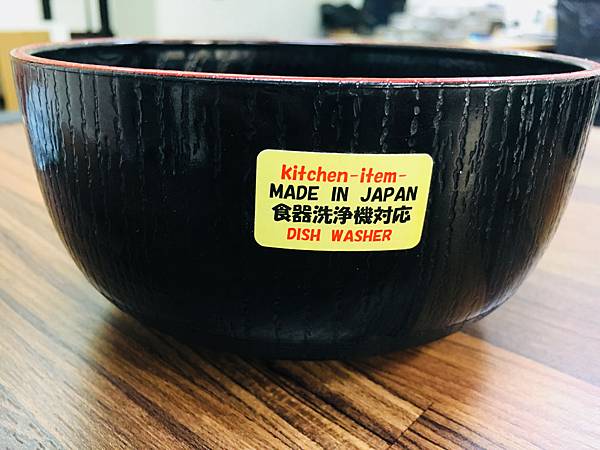 Kitchen-item-
MADE IN JAPAN
食器洗浄機対応
DISH WASHER